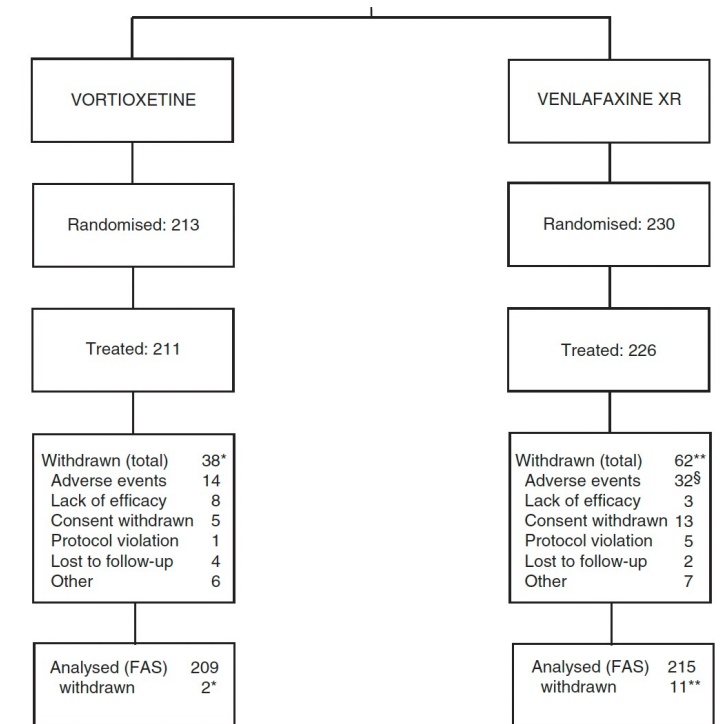 VORTIOXETINE
Randomised: 213
Treated: 211
Withdrawn (total) 38*
Adverse events 14
Lack of efficacy 8
Consent withdrawn 5
Protocol violation 1
Lost to follow-up 4
Other 6
Analysed (FAS) 209
withdrawn 2*
VENLAFAXINE XR
Randomised: 230
Treated: 226
Withdrawn (total) 62**
Adverse events 32§
Lack of efficacy 3
Consent withdrawn 13
Protocol violation 5
Lost to follow-up 2
Other 7
Analysed (FAS) 215
withdrawn 11**